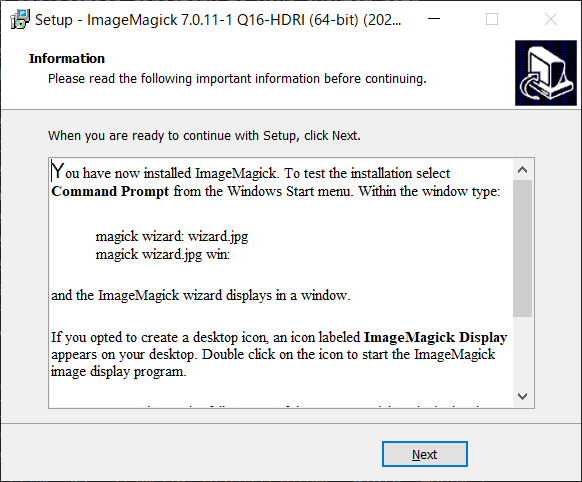 Setup - ImageMagick 7.0.11-1 Q16-HDRI (64-bit) (202...
Information
Please read the following important information before continuing.
When you are ready to continue with Setup, click Next.
You have now installed ImageMagick. To test the installation select
Command Prompt from the Windows Start menu. Within the window type:
magick wizard: wizard.jpg
magick wizard.jpg win:
and the ImageMagick wizard displays in a window.
If you opted to create a desktop icon, an icon labeled ImageMagick Display
appears on your desktop. Double click on the icon to start the ImageMagick
image display program.
Next